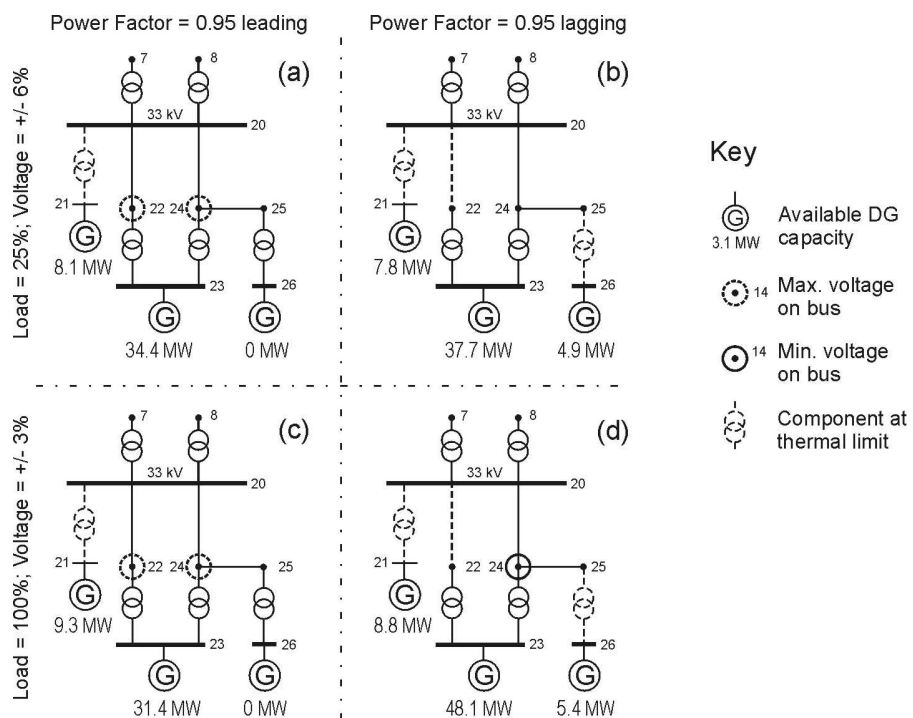 Power Factor = 0.95 leading
Power Factor = 0.95 lagging
Load = 25%; Voltage = +/- 6%
7
8
(a)
33 kV
20
21
22
24
25
G
8.1 MW
23
26
G
G
34.4 MW
0 MW
7
8
(b)
33 kV
20
21
22
24
25
G
7.8 MW
23
26
G
G
37.7 MW
4.9 MW
Load = 100%; Voltage = +/- 3%
7
8
(c)
33 kV
20
21
22
24
25
G
9.3 MW
23
26
G
G
31.4 MW
0 MW
7
8
(d)
33 kV
20
21
22
24
25
G
8.8 MW
23
26
G
G
48.1 MW
5.4 MW
Key
G
3.1 MW
Available DG
capacity
14
Max. voltage
on bus
14
Min. voltage
on bus
Component at
thermal limit